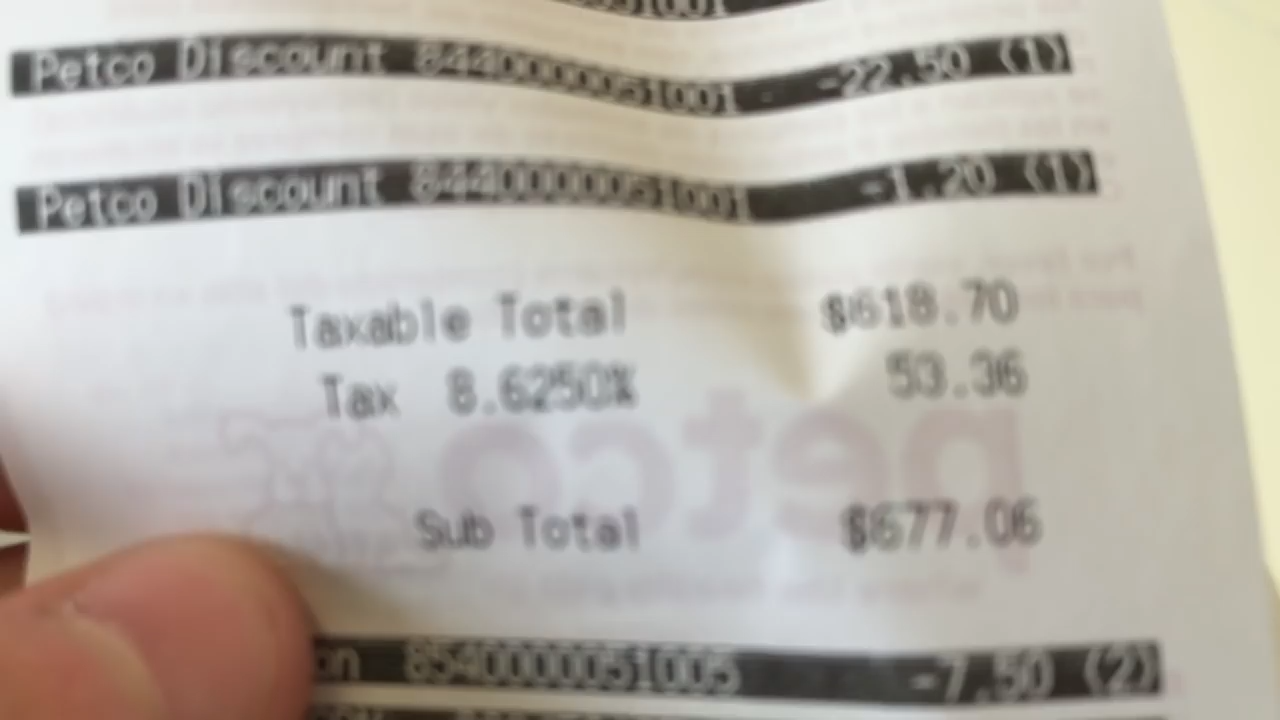 Petco Discount 8440000051001 -22.50 (1)
Petco Discount 8440000051001 -1.20 (1)
Taxable Total $618.70
Tax 8.6250% 53.36
petco
Sub Total $677.06
on 8540000051005 -7.50 (2)